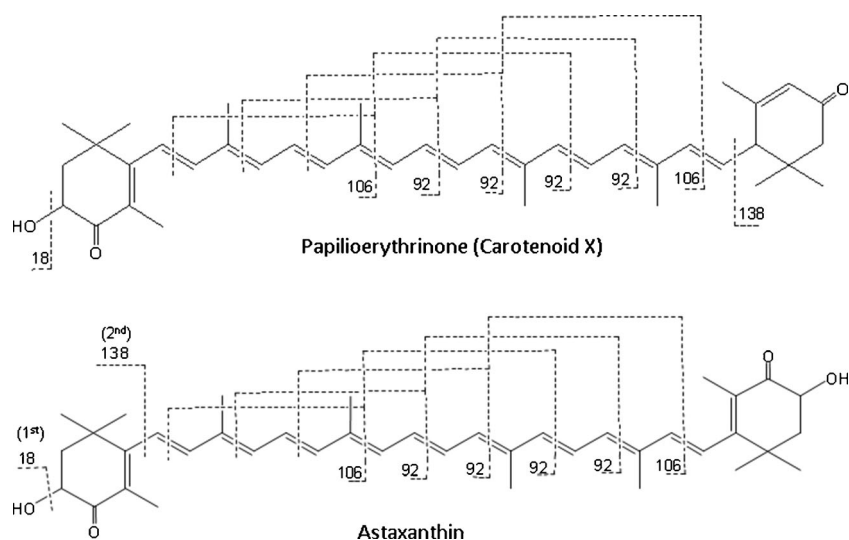 O
106 92 92 92 92 106
138
HO
18
O
Papilioerythrinone (Carotenoid X)
(2nd)
138
O
OH
(1st)
18
106 92 92 92 92 106
HO
O
Astaxanthin